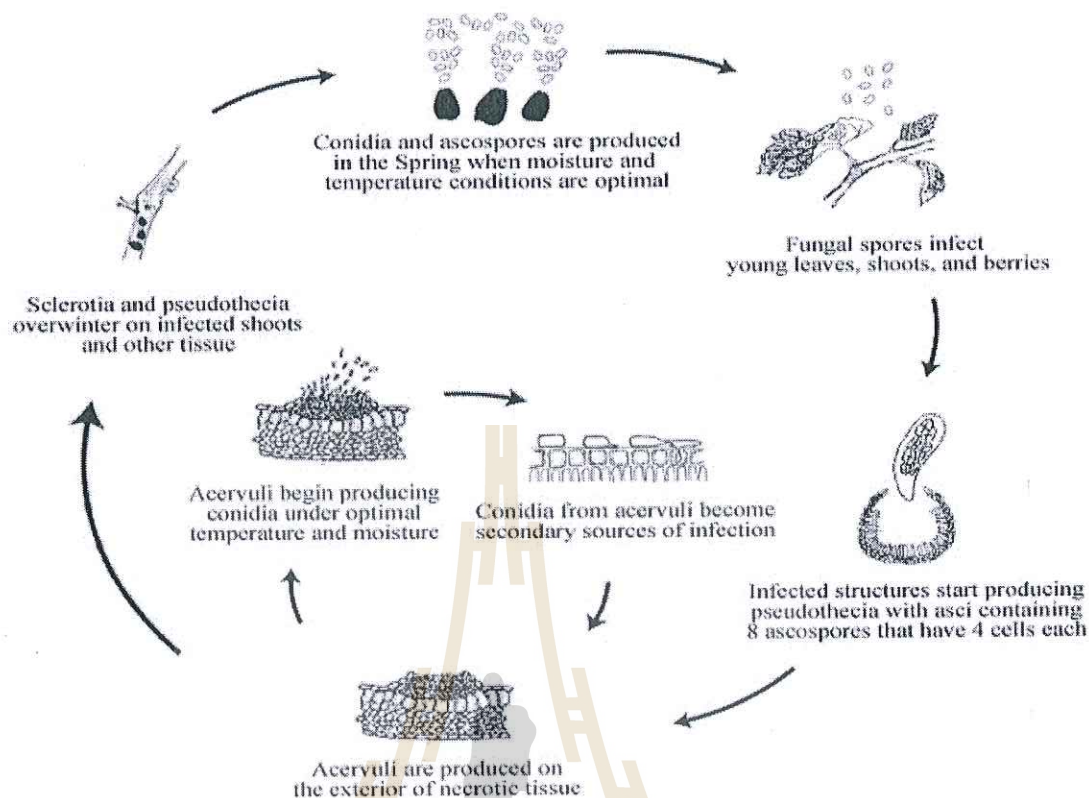 Conidia and ascospores are produced
in the Spring when moisture and
temperature conditions are optimal
Fungal spores infect
young leaves, shoots, and berries
Infected structures start producing
pseudothecia with asci containing
8 ascospores that have 4 cells each
Acervuli are produced on
the exterior of necrotic tissue
Sclerotia and pseudothecia
overwinter on infected shoots
and other tissue
Acervuli begin producing
conidia under optimal
temperature and moisture
Conidia from acervuli become
secondary sources of infection